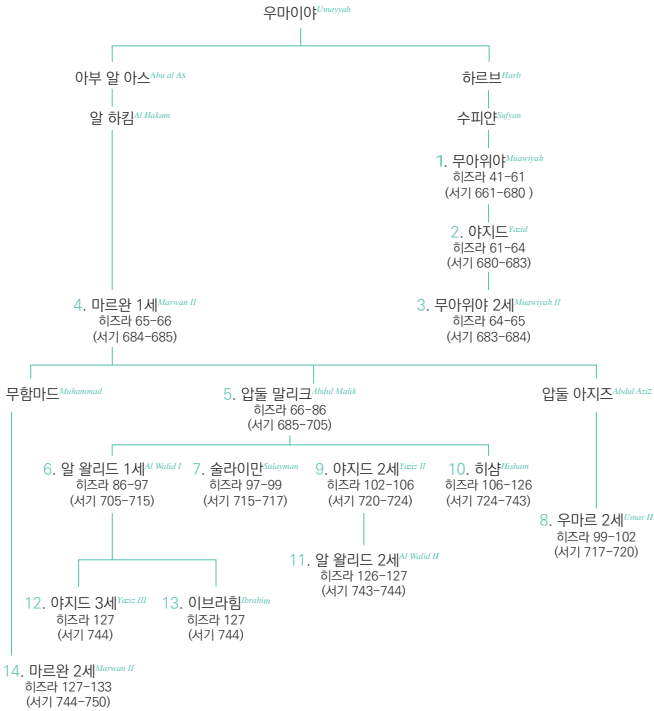 우마이야Umayyah
아부 알 아스Abu al As
하르브Harb
알 하킴Al Hakam
수피얀Sufyan
1. 무아위야Muawiyah
히즈라 41-61
(서기 661-680 )
2. 야지드Yazid
히즈라 61-64
(서기 680-683)
4. 마르완 1세Marwan II
히즈라 65-66
(서기 684-685)
3. 무아위야 2세Muawiyah II
히즈라 64-65
(서기 683-684)
무함마드Muhammad
5. 압둘 말리크Abdul Malik
히즈라 66-86
(서기 685-705)
압둘 아지즈Abdul Aziz
6. 알 왈리드 1세Al Walid I
히즈라 86-97
(서기 705-715)
7. 술라이만Sulayman
히즈라 97-99
(서기 715-717)
9. 야지드 2세Yaziz II
히즈라 102-106
(서기 720-724)
10. 히샴Hisham
히즈라 106-126
(서기 724-743)
8. 우마르 2세Umar II
히즈라 99-102
(서기 717-720)
11. 알 왈리드 2세Al Walid II
히즈라 126-127
(서기 743-744)
12. 야지드 3세Yaziz III
히즈라 127
(서기 744)
13. 이브라힘Ibrahim
히즈라 127
(서기 744)
14. 마르완 2세Marwan II
히즈라 127-133
(서기 744-750)